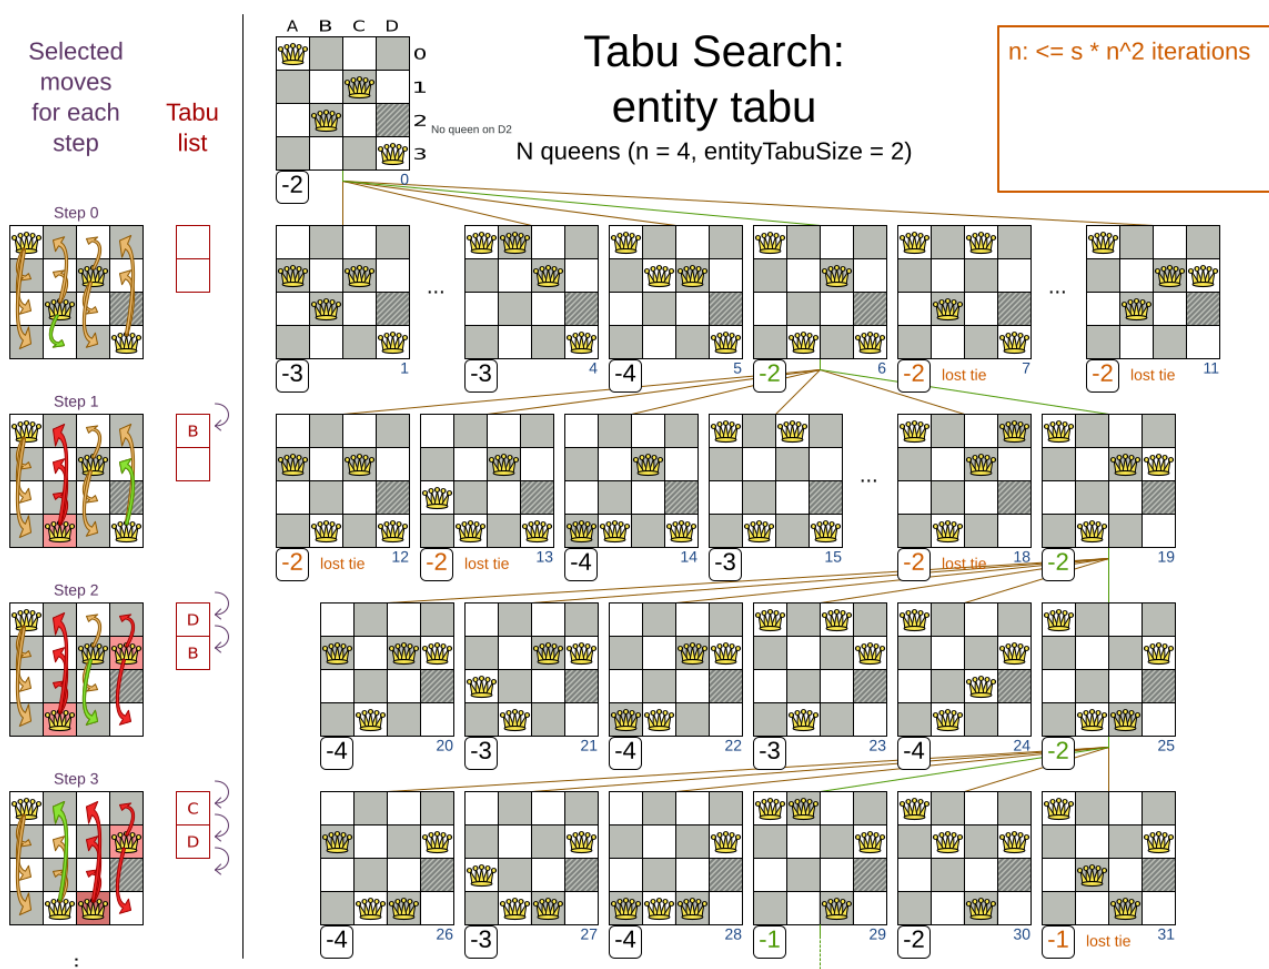 Selected
moves
for each
step
Tabu
list
A B C D
0
1
2
3
No queen on D2
-2
0
Tabu Search:
entity tabu
N queens (n = 4, entityTabuSize = 2)
n: <= s * n^2 iterations
Step 0
...
...
-3 1
-3 4
-4 5
-2 6
-2 lost tie 7
-2 lost tie 11
Step 1
B
...
-2 lost tie 12
-2 lost tie 13
-4 14
-3 15
-2 lost tie 18
-2 19
Step 2
D
B
-4 20
-3 21
-4 22
-3 23
-4 24
-2 25
Step 3
C
D
-4 26
-3 27
-4 28
-1 29
-2 30
-1 lost tie 31
: